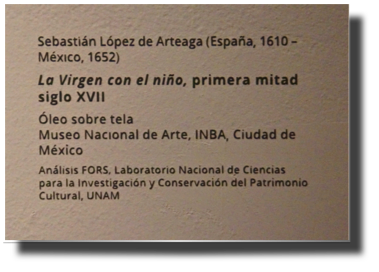 Sebastián López de Arteaga (España, 1610 –
México, 1652)
La Virgen con el niño, primera mitad
siglo XVII
Óleo sobre tela
Museo Nacional de Arte, INBA, Ciudad de
México
Análisis FORS, Laboratorio Nacional de Ciencias
para la Investigación y Conservación del Patrimonio
Cultural, UNAM